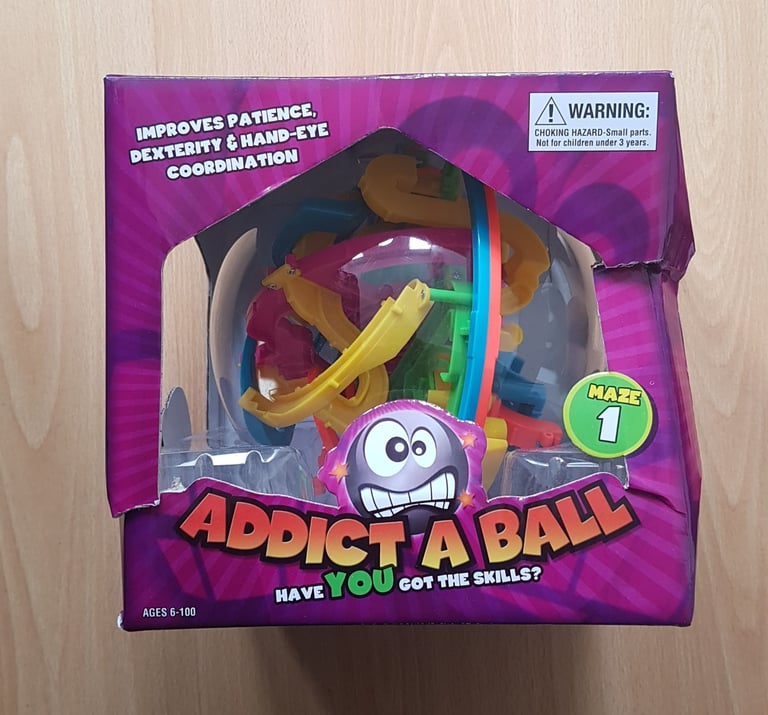 IMPROVES PATIENCE,
DEXTERITY & HAND-EYE
COORDINATION
WARNING:
CHOKING HAZARD-Small parts.
Not for children under 3 years.
MAZE
1
ADDICT A BALL
HAVE YOU GOT THE SKILLS?
AGES 6-100